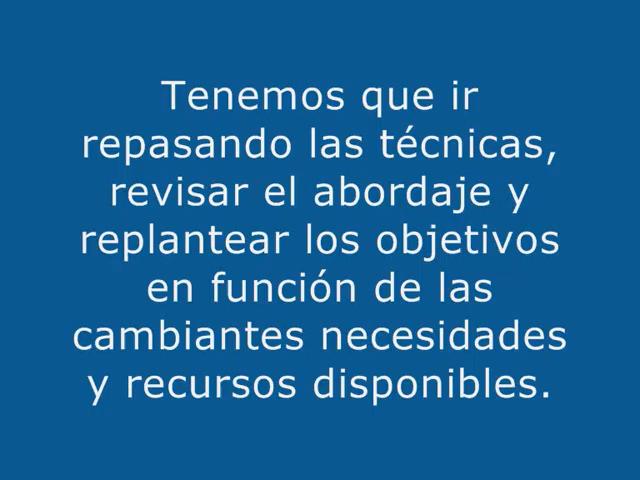 Tenemos que ir
repasando las técnicas,
revisar el abordaje y
replantear los objetivos
en función de las
cambiantes necesidades
y recursos disponibles.